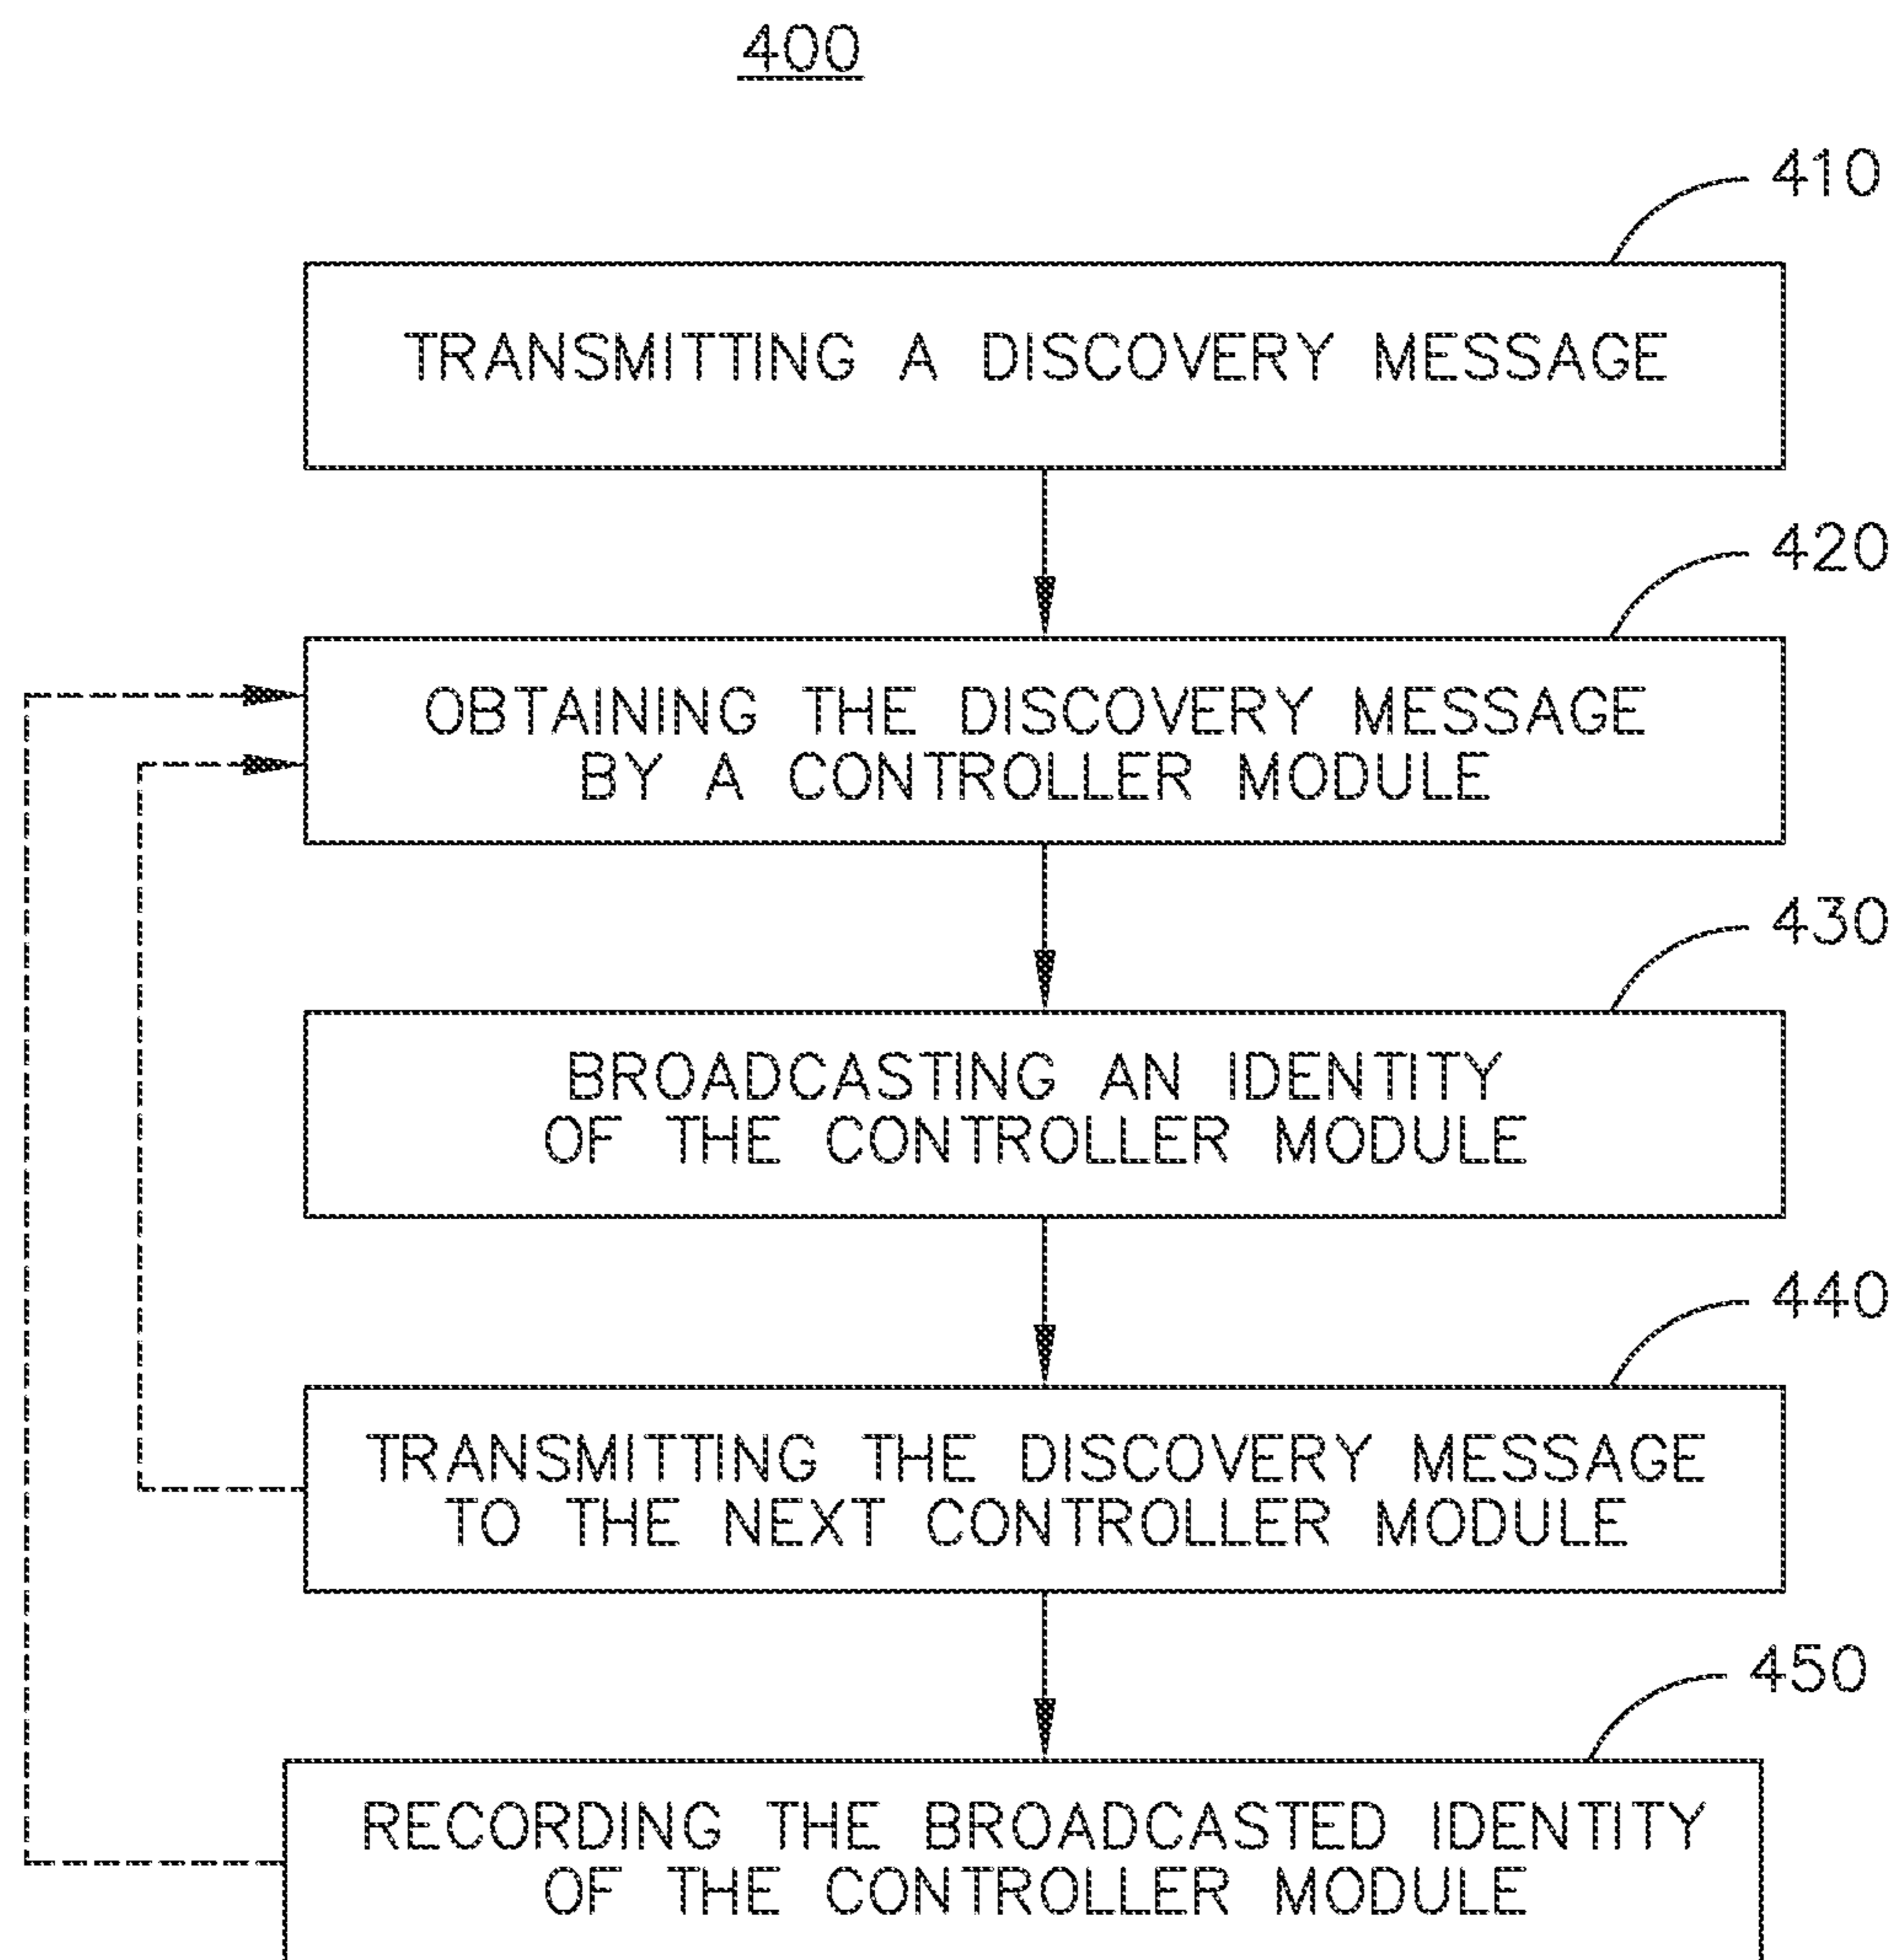 400
410
TRANSMITTING A DISCOVERY MESSAGE
420
OBTAINING THE DISCOVERY MESSAGE
BY A CONTROLLER MODULE
430
BROADCASTING AN IDENTITY
OF THE CONTROLLER MODULE
440
TRANSMITTING THE DISCOVERY MESSAGE
TO THE NEXT CONTROLLER MODULE
450
RECORDING THE BROADCASTED IDENTITY
OF THE CONTROLLER MODULE